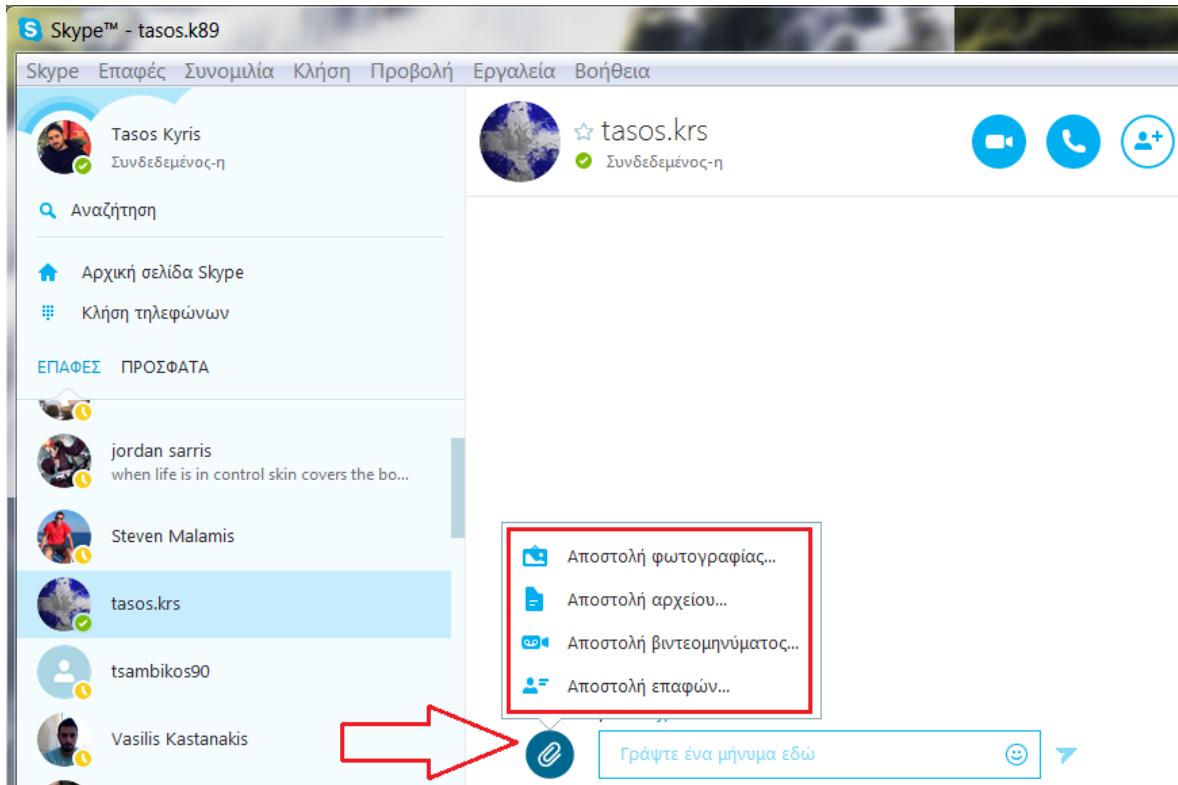 Skype™ - tasos.k89
Skype Επαφές Συνομιλία Κλήση Προβολή Εργαλεία Βοήθεια
Tasos Kyris
Συνδεδεμένος-η
Αναζήτηση
Αρχική σελίδα Skype
Κλήση τηλεφώνων
ΕΠΑΦΕΣ ΠΡΟΣΦΑΤΑ
jordan sarris
when life is in control skin covers the bo...
Steven Malamis
tasos.krs
tsambikos90
Vasilis Kastanakis
tasos.krs
Συνδεδεμένος-η
Αποστολή φωτογραφίας...
Αποστολή αρχείου...
Αποστολή βιντεομηνύματος...
Αποστολή επαφών...
Γράψτε ένα μήνυμα εδώ